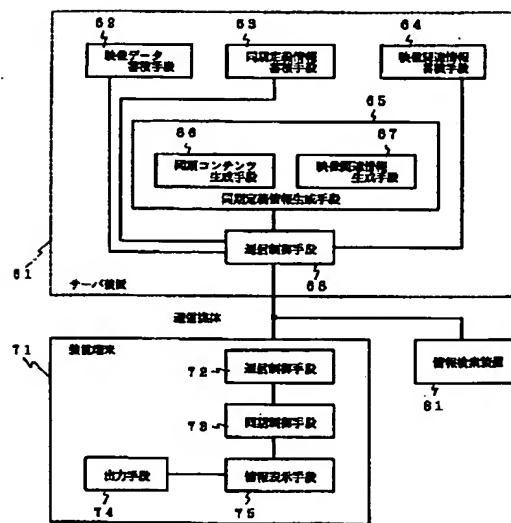 62
63
64
映像データ
蓄積手段
同期定義情報
蓄積手段
映像関連情報
蓄積手段
65
66
67
同期コンテンツ
生成手段
映像関連情報
生成手段
同期定義情報生成手段
通信制御手段
61
68
サーバ装置
通信媒体
71
装置端末
72
通信制御手段
情報検索装置
73
同期制御手段
81
出力手段
情報表示手段
74
75